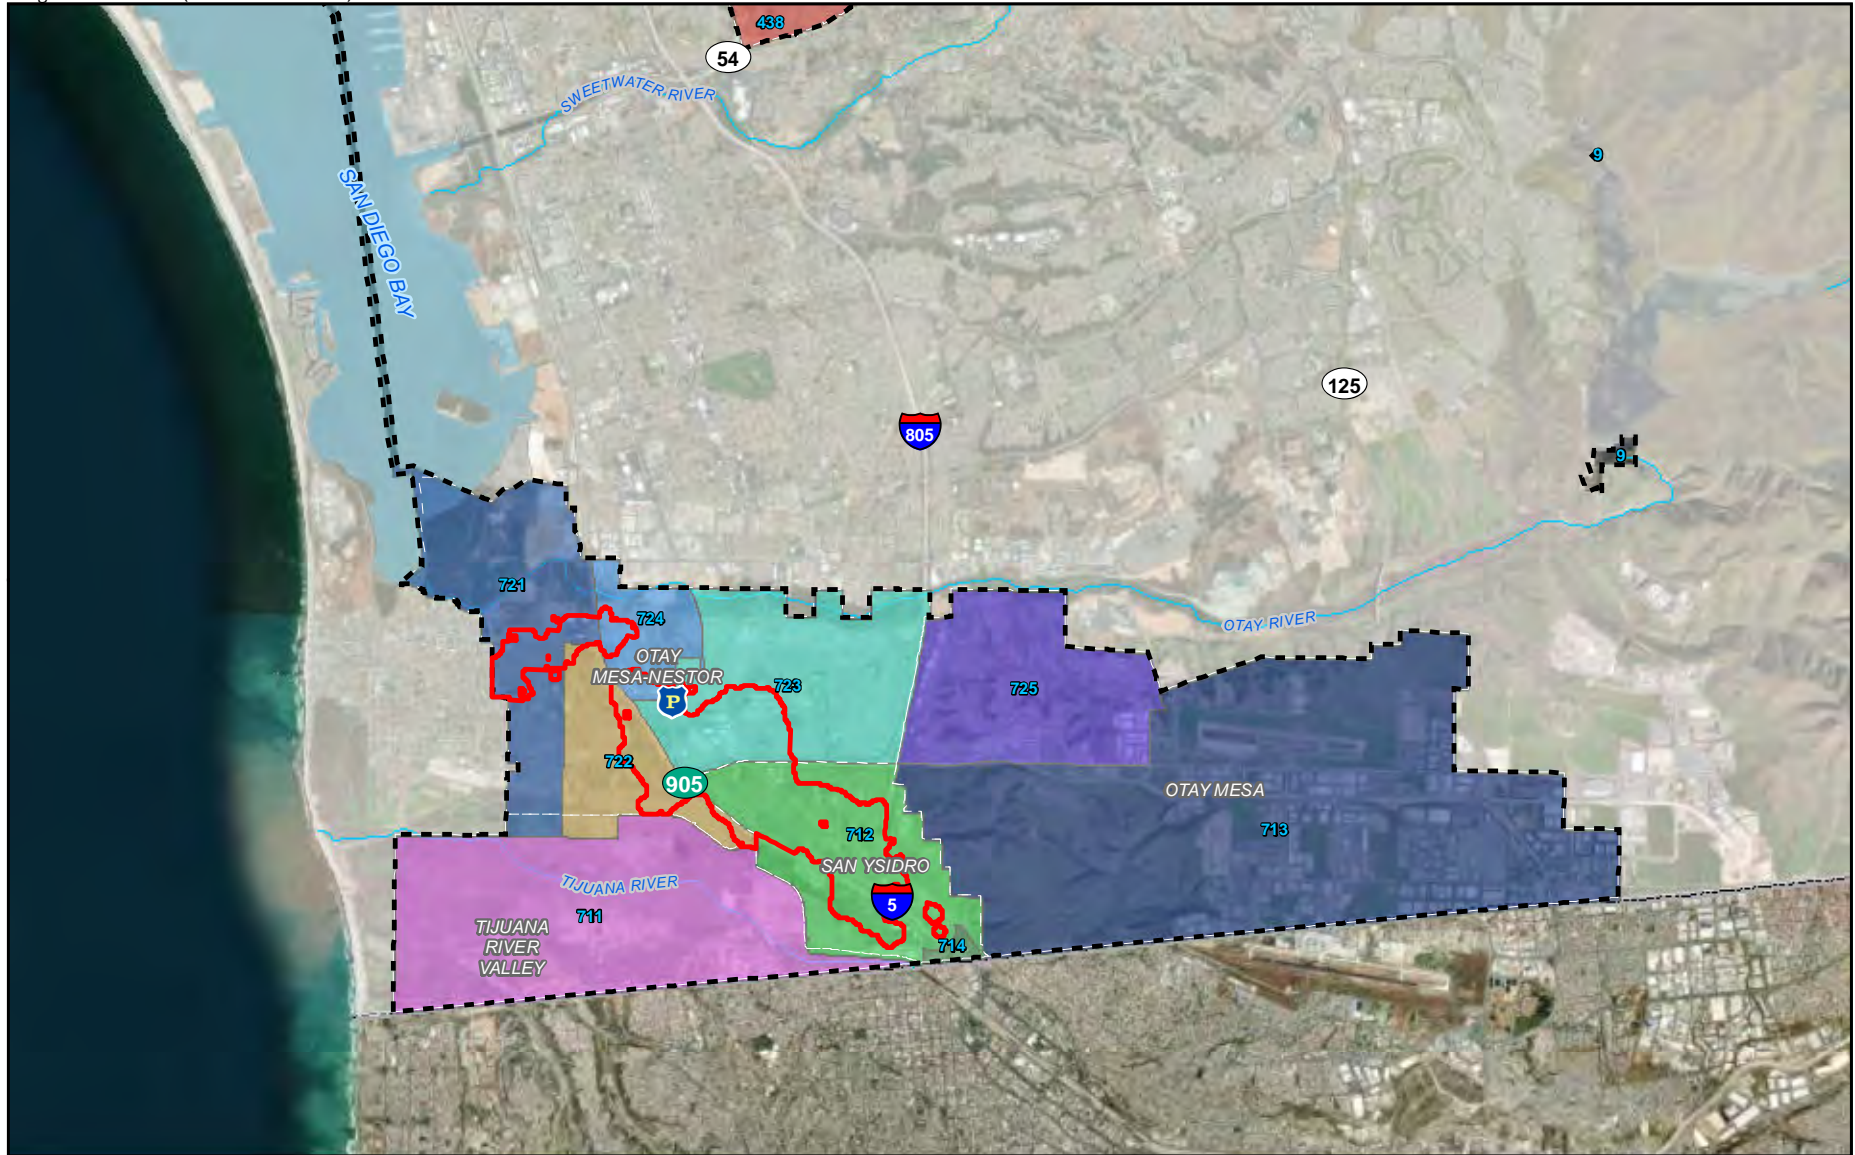 438
54
SWEETWATER RIVER
9
SAN DIEGO BAY
125
805
9
721
724
OTAY RIVER
OTAY
MESA-NESTOR
723
725
P
722
905
OTAY MESA
713
712
SAN YSIDRO
TIJUANA RIVER
5
711
TIJUANA
RIVER
VALLEY
714